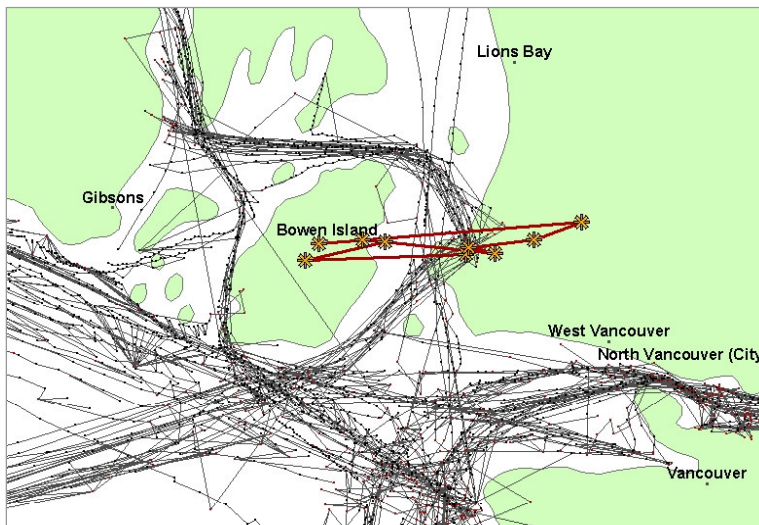 Lions Bay
Gibsons
Bowen Island
West Vancouver
North Vancouver (City
Vancouver